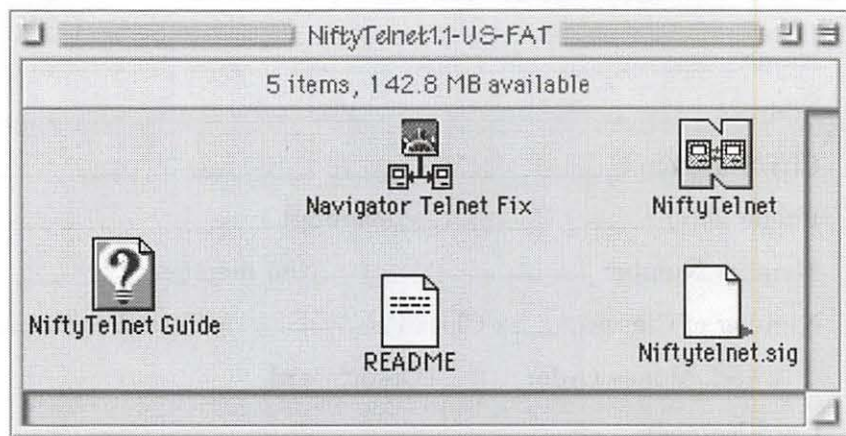 NiftyTelnet1.1-US-FAT
5 items, 142.8 MB available
Navigator Telnet Fix
NiftyTelnet
NiftyTelnet Guide
README
Niftytelnet.sig